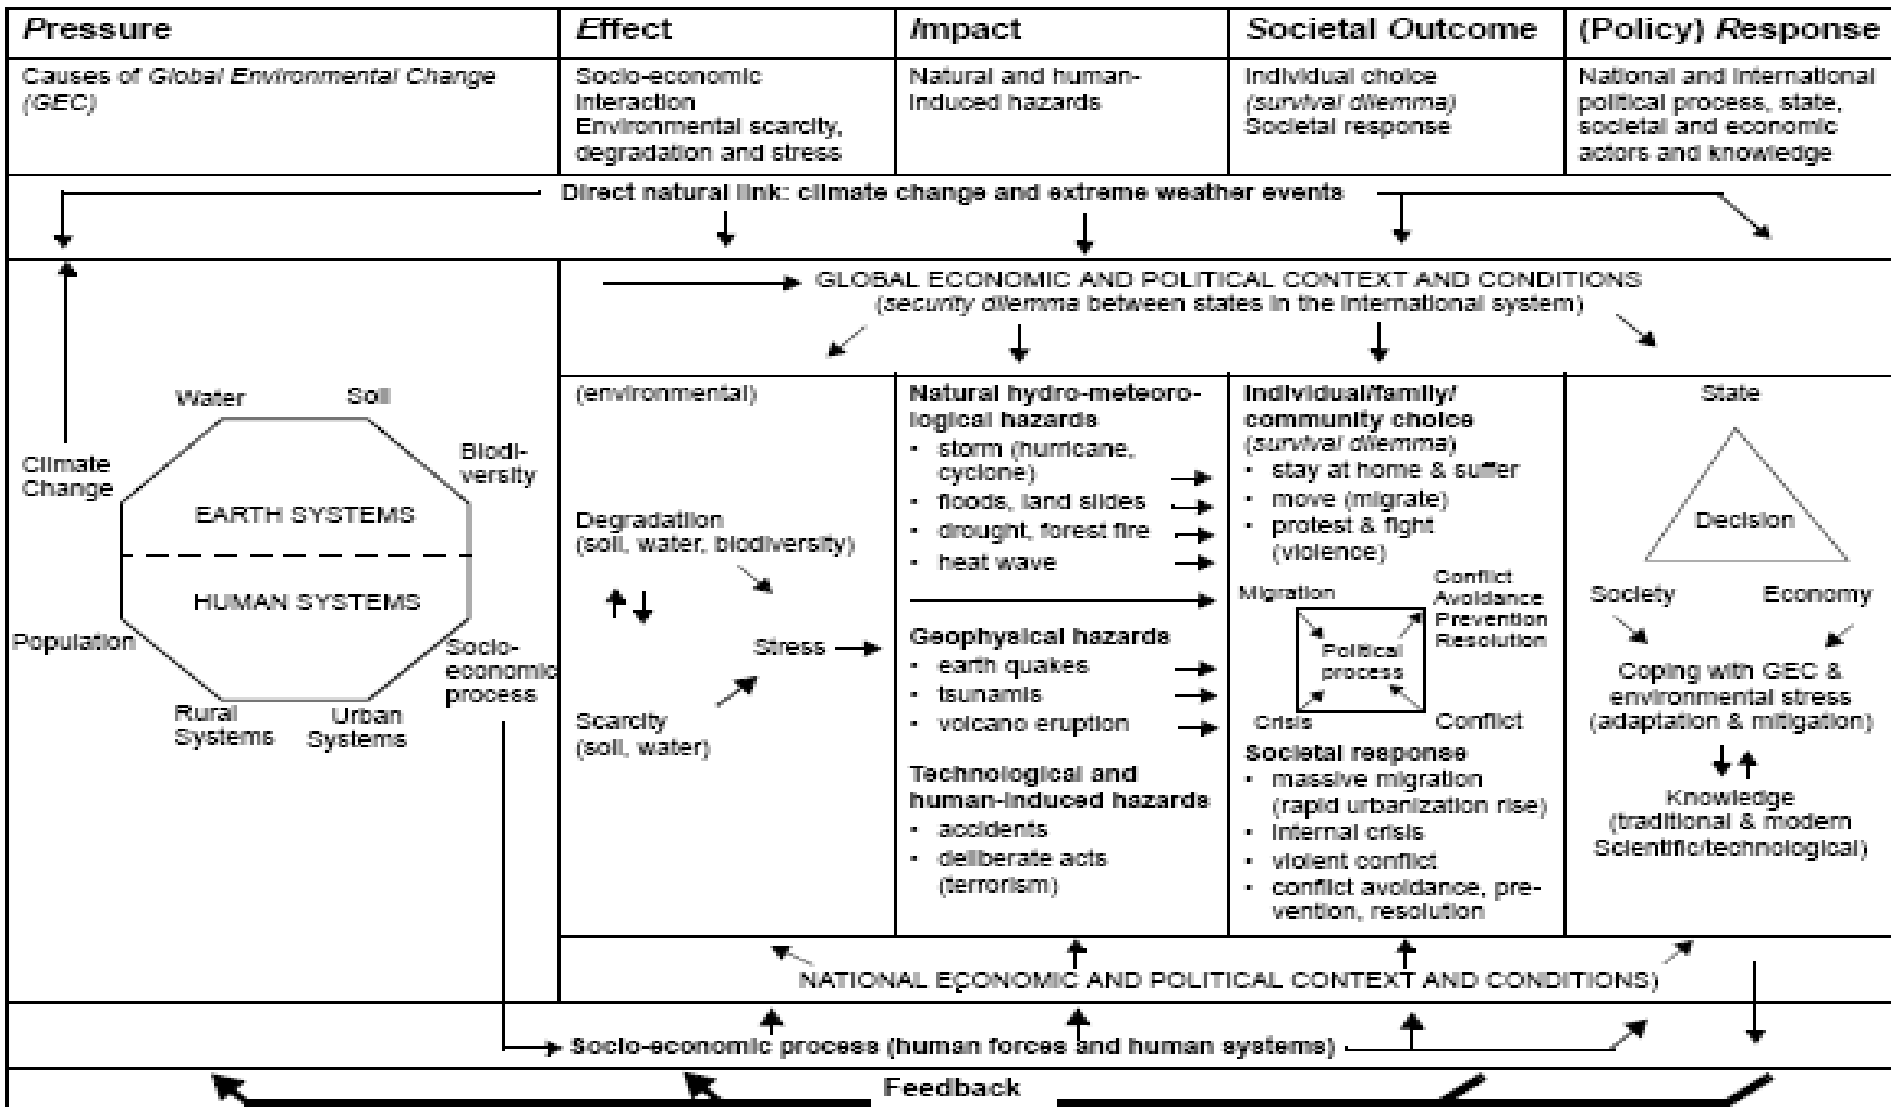 Pressure
Effect
Impact
Societal Outcome
(Policy) Response
Causes of Global Environmental Change
(GEC)
Socio-economic
interaction
Environmental scarcity,
degradation and stress
Natural and human-
induced hazards
Individual choice
(survival dilemma)
Societal response
National and international
political process, state,
societal and economic
actors and knowledge
Direct natural link: climate change and extreme weather events
GLOBAL ECONOMIC AND POLITICAL CONTEXT AND CONDITIONS
(security dilemma between states in the international system)
Water
Soil
Climate
Change
Biodi-
versity
EARTH SYSTEMS
HUMAN SYSTEMS
Population
Socio-
economic
process
Rural
Systems
Urban
Systems
(environmental)
Degradatiion
(soil, water, biodiversity)
Stress
Scarcity
(soil, water)
Natural hydro-meteoro-
logical hazards
• storm (hurricane,
cyclone)
• floods, land slides
• drought, forest fire
• heat wave
Geophysical hazards
• earth quakes
• tsunamis
• volcano eruption
Technological and
human-induced hazards
• accidents
• deliberate acts
(terrorism)
Individual/family/
community choice
(survival dilemma)
• stay at home & suffer
• move (migrate)
• protest & fight
(violence)
Migration
Conflict
Avoidance
Prevention
Resolution
Political
process
Crisis
Conflict
Societal response
• massive migration
(rapid urbanization rise)
• internal crisis
• violent conflict
• conflict avoidance, pre-
vention, resolution
State
Decision
Society
Economy
Coping with GEC &
environmental stress
(adaptation & mitigation)
Knowledge
(traditional & modern
Scientific/technological)
NATIONAL ECONOMIC AND POLITICAL CONTEXT AND CONDITIONS)
Socio-economic process (human forces and human systems)
Feedback